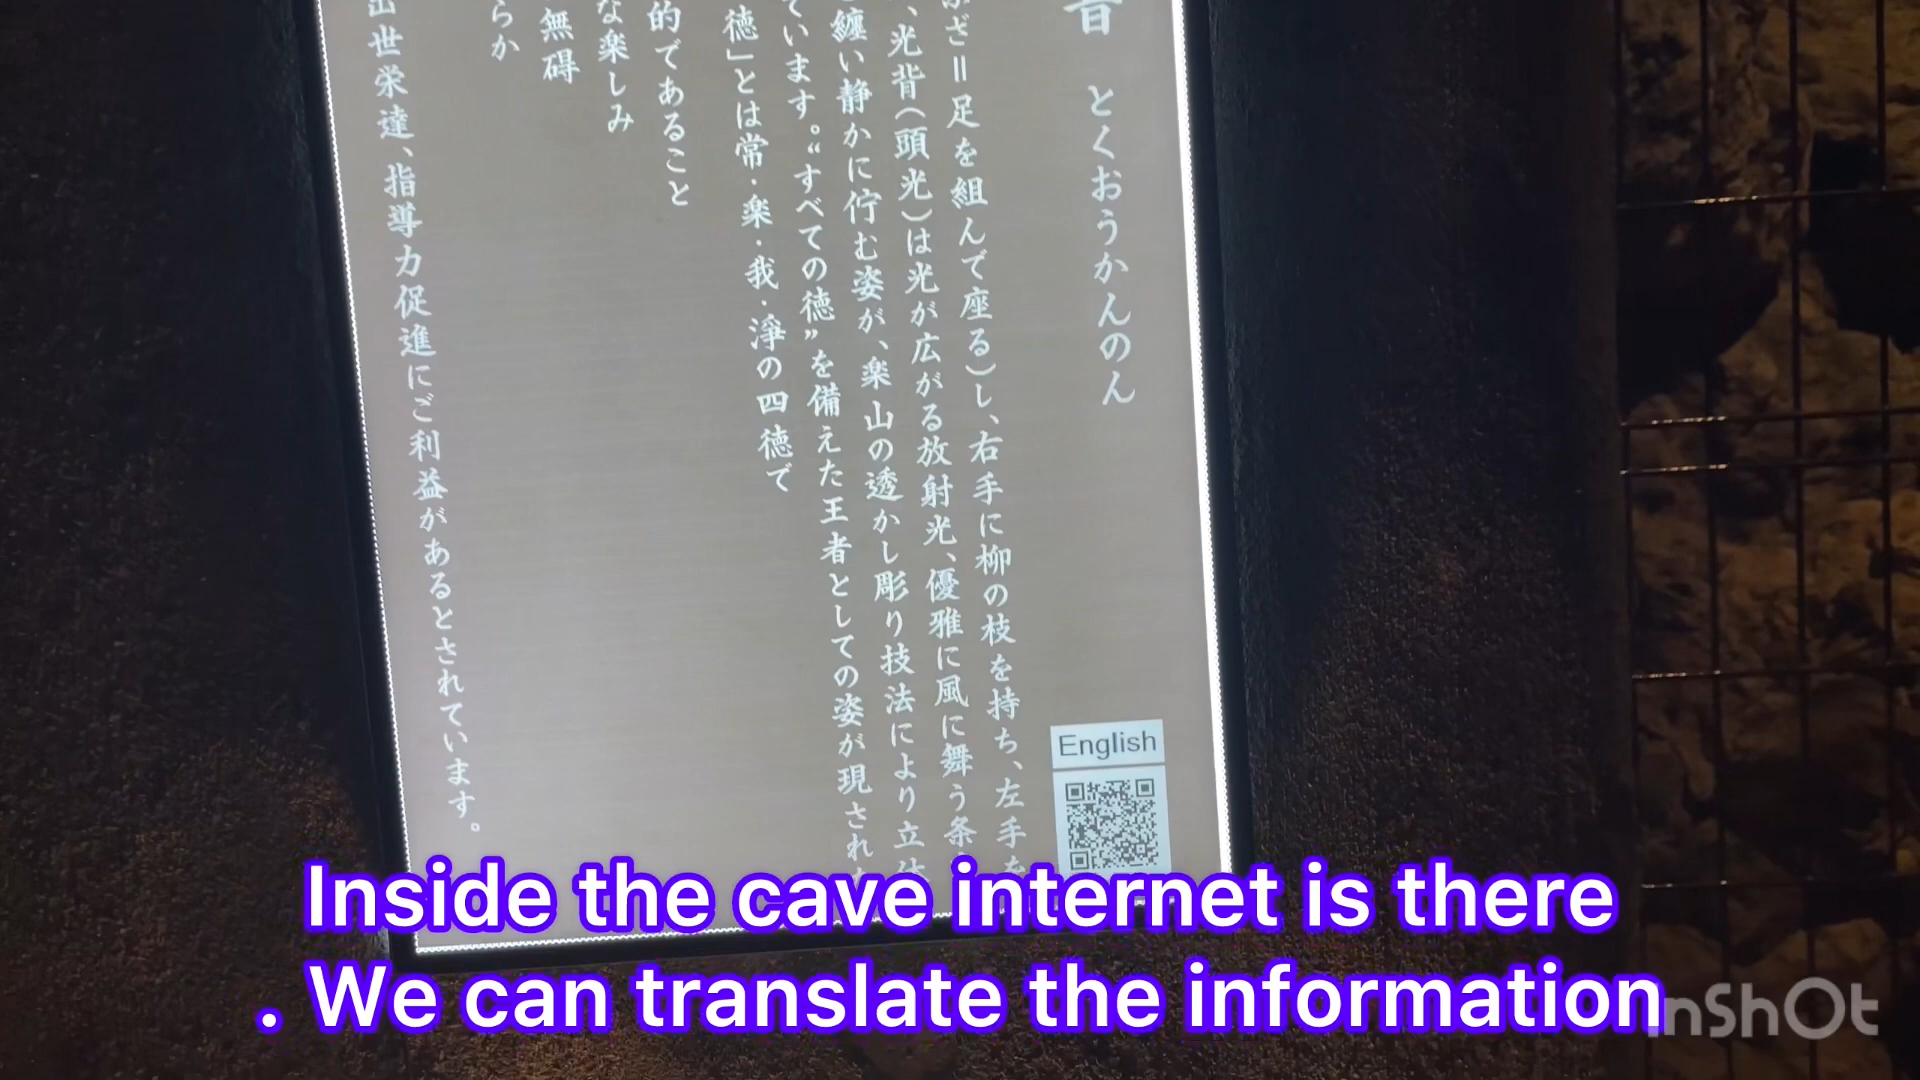 音 とくおうかんのん
ざ＝足を組んで座る）し、右手に柳の枝を持ち、左手を
、光背（頭光）は光が広がる放射光、優雅に風に舞う条
纏い静かに佇む姿が、楽山の透かし彫り技法により立体
ています。“すべての徳”を備えた王者としての姿が現され
徳」とは常・楽・我・淨の四徳で
的であること
な楽しみ
無碍
らか
出世栄達、指導力促進にご利益があるとされています。
English
Inside the cave internet is there
. We can translate the information
InShOt